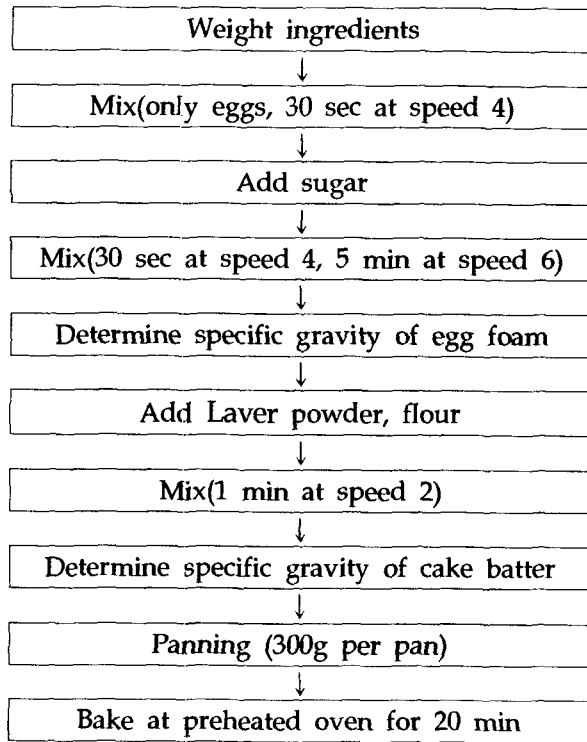 Weight ingredients
↓
Mix(only eggs, 30 sec at speed 4)
↓
Add sugar
↓
Mix(30 sec at speed 4, 5 min at speed 6)
↓
Determine specific gravity of egg foam
↓
Add Laver powder, flour
↓
Mix(1 min at speed 2)
↓
Determine specific gravity of cake batter
↓
Panning (300g per pan)
↓
Bake at preheated oven for 20 min